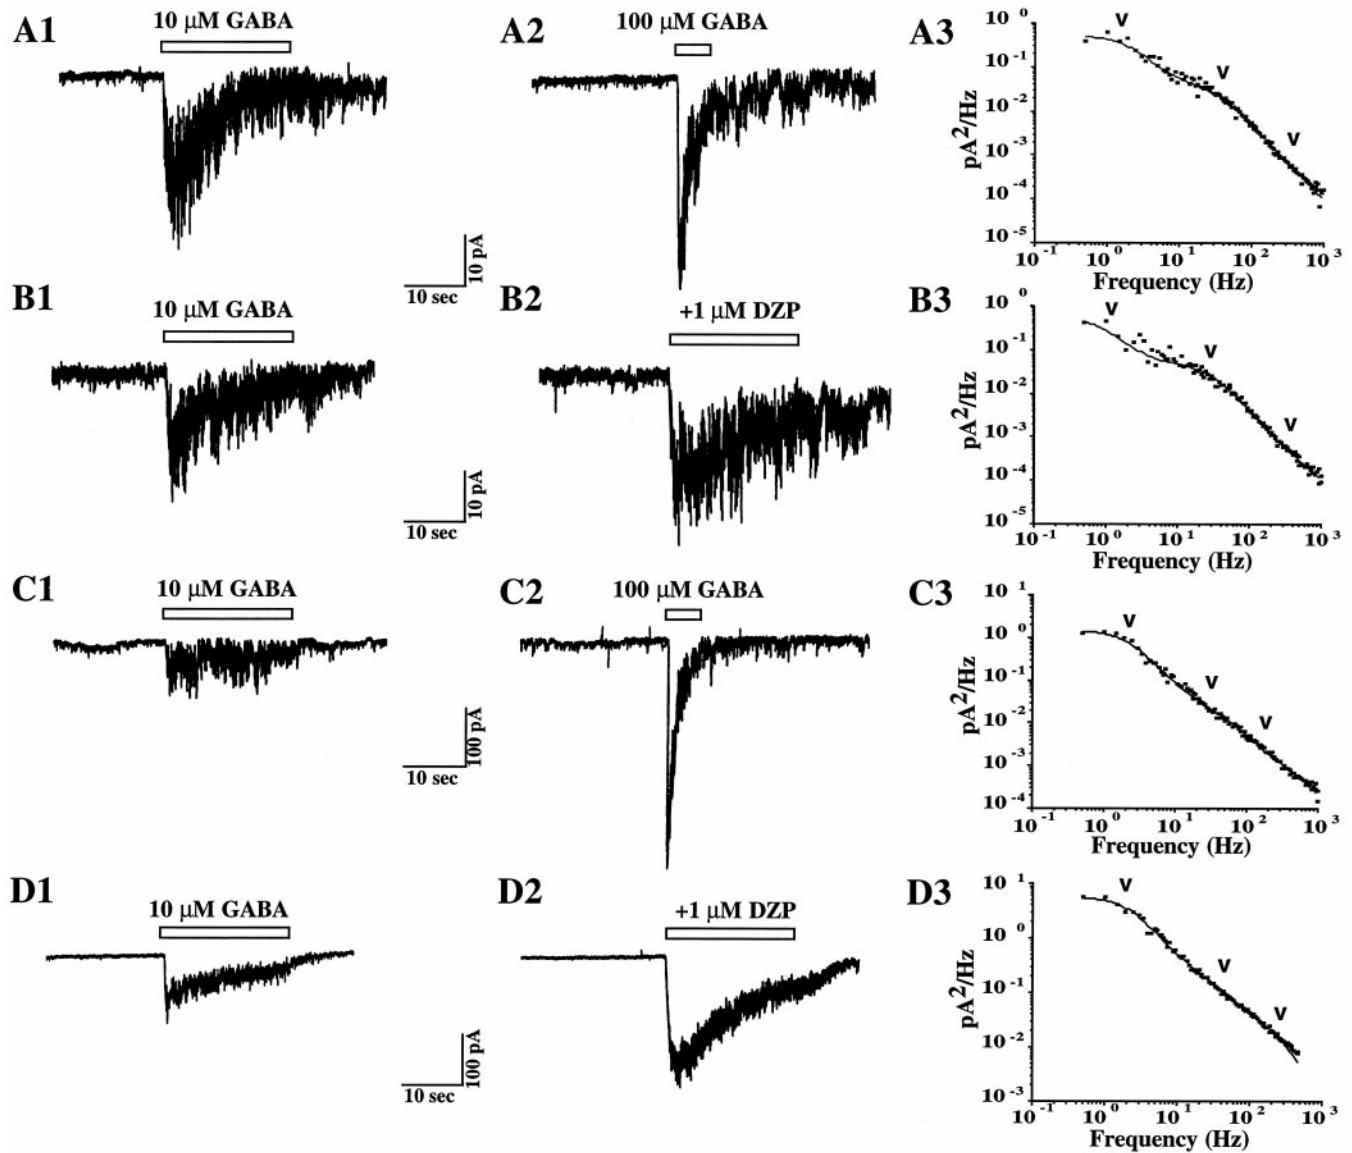 A1
10 μM GABA
10 pA
10 sec
A2
100 μM GABA
A3
10 0
10 -1
10 -2
10 -3
10 -4
10 -5
pA2/Hz
v
v
v
10 -1
10 0
10 1
10 2
10 3
Frequency (Hz)
B1
10 μM GABA
10 pA
10 sec
B2
+1 μM DZP
B3
10 0
10 -1
10 -2
10 -3
10 -4
10 -5
pA2/Hz
v
v
v
10 -1
10 0
10 1
10 2
10 3
Frequency (Hz)
C1
10 μM GABA
100 pA
10 sec
C2
100 μM GABA
C3
10 1
10 0
10 -1
10 -2
10 -3
10 -4
pA2/Hz
v
v
v
10 -1
10 0
10 1
10 2
10 3
Frequency (Hz)
D1
10 μM GABA
100 pA
10 sec
D2
+1 μM DZP
D3
10 1
10 0
10 -1
10 -2
10 -3
pA2/Hz
v
v
v
10 -1
10 0
10 1
10 2
10 3
Frequency (Hz)